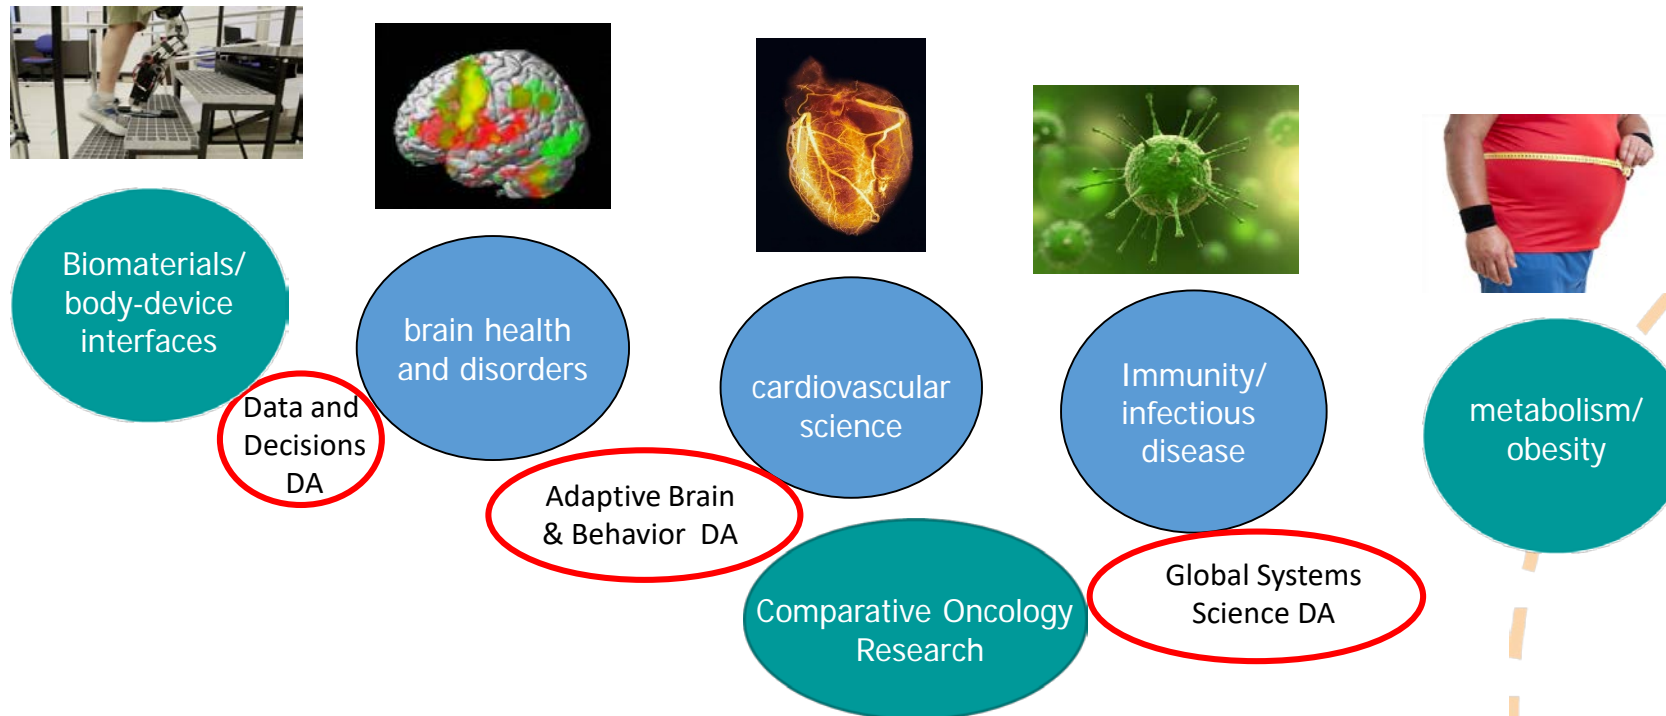 Biomaterials/
body-device
interfaces
Data and
Decisions
DA
brain health
and disorders
Adaptive Brain
& Behavior DA
cardiovascular
science
Comparative Oncology
Research
Immunity/
infectious
disease
Global Systems
Science DA
metabolism/
obesity